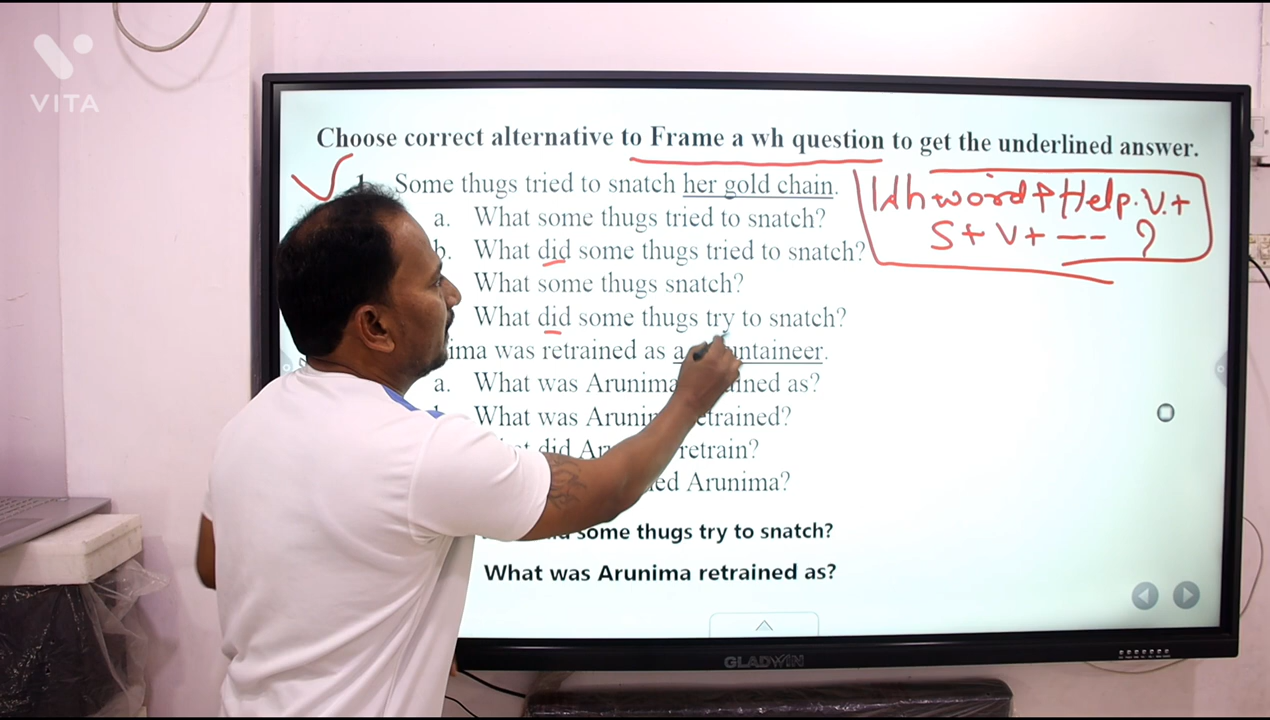 VITA
Choose correct alternative to Frame a wh question to get the underlined answer.
Some thugs tried to snatch her gold chain.
Wh word + Help. V. +
S + V + --- ?
a. What some thugs tried to snatch?
b. What did some thugs tried to snatch?
What some thugs snatch?
What did some thugs try to snatch?
was retrained as
a. What was Arunima as?
What was retrained?
did retrain?
Arunima?
some thugs try to snatch?
What was Arunima retrained as?
GLADWIN